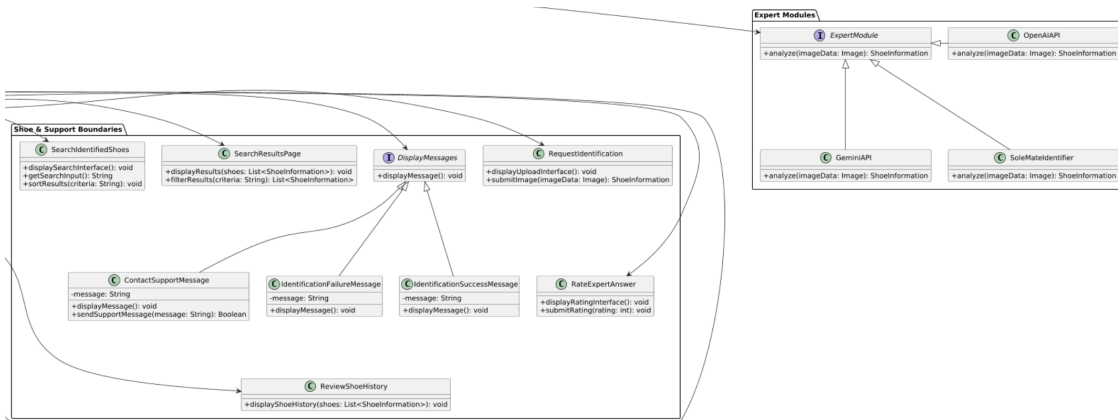 Expert Modules
I ExpertModule
+analyze(imageData: Image): ShoeInformation
C OpenAIAPI
+analyze(imageData: Image): ShoeInformation
C GeminiAPI
+analyze(imageData: Image): ShoeInformation
C SoleMateIdentifier
+analyze(imageData: Image): ShoeInformation
Shoe & Support Boundaries
C SearchIdentifiedShoes
+displaySearchInterface(): void
+getSearchInput(): String
+sortResults(criteria: String): void
C SearchResultsPage
+displayResults(shoes: List<ShoeInformation>): void
+filterResults(criteria: String): List<ShoeInformation>
I DisplayMessages
+displayMessage(): void
C RequestIdentification
+displayUploadInterface(): void
+submitImage(imageData: Image): ShoeInformation
C ContactSupportMessage
-message: String
+displayMessage(): void
+sendSupportMessage(message: String): Boolean
C IdentificationFailureMessage
-message: String
+displayMessage(): void
C IdentificationSuccessMessage
-message: String
+displayMessage(): void
C RateExpertAnswer
+displayRatingInterface(): void
+submitRating(rating: int): void
C ReviewShoeHistory
+displayShoeHistory(shoes: List<ShoeInformation>): void